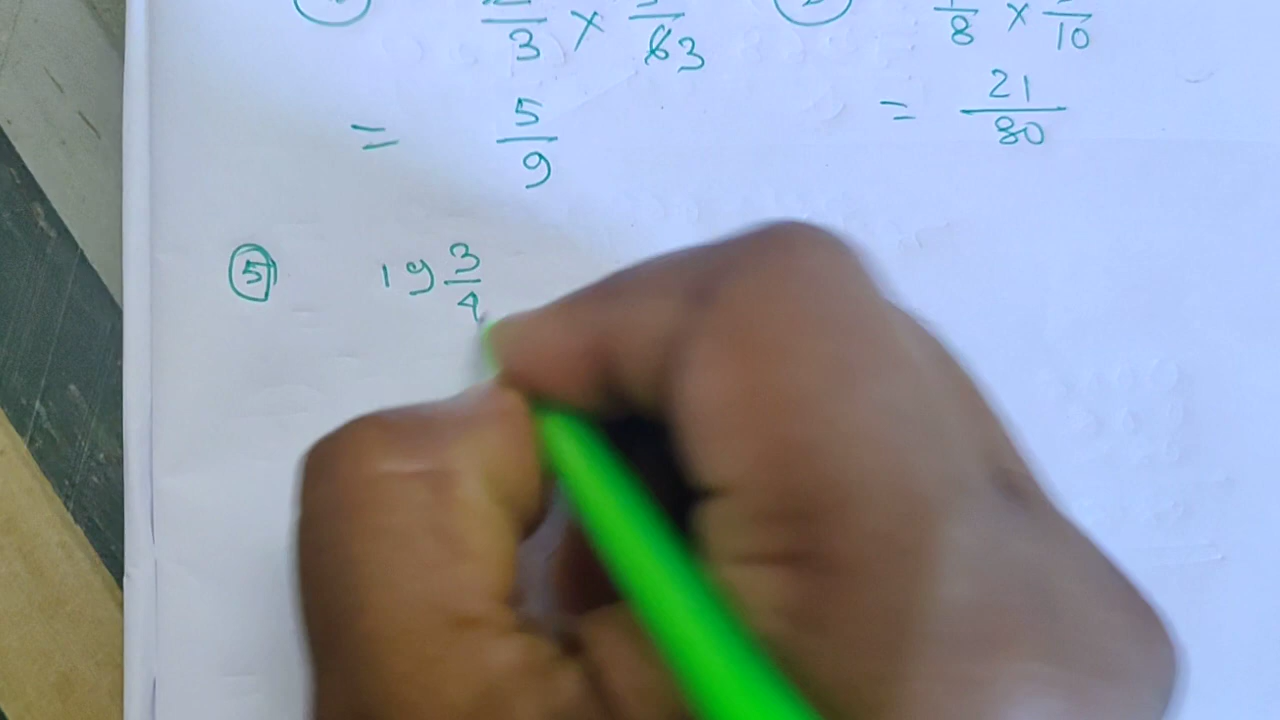 3 × 63 8 × 10
= 5/9 = 21/80
5 19 3/4